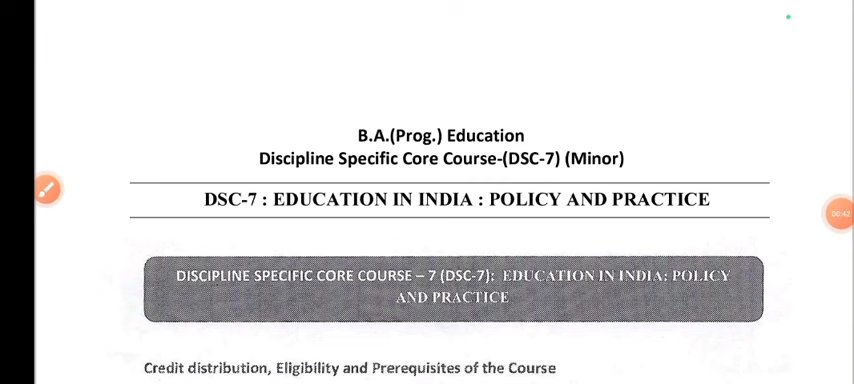 B.A.(Prog.) Education
Discipline Specific Core Course-(DSC-7) (Minor)
DSC-7 : EDUCATION IN INDIA : POLICY AND PRACTICE
DISCIPLINE SPECIFIC CORE COURSE – 7 (DSC-7): EDUCATION IN INDIA: POLICY
AND PRACTICE
Credit distribution, Eligibility and Prerequisites of the Course
00:42